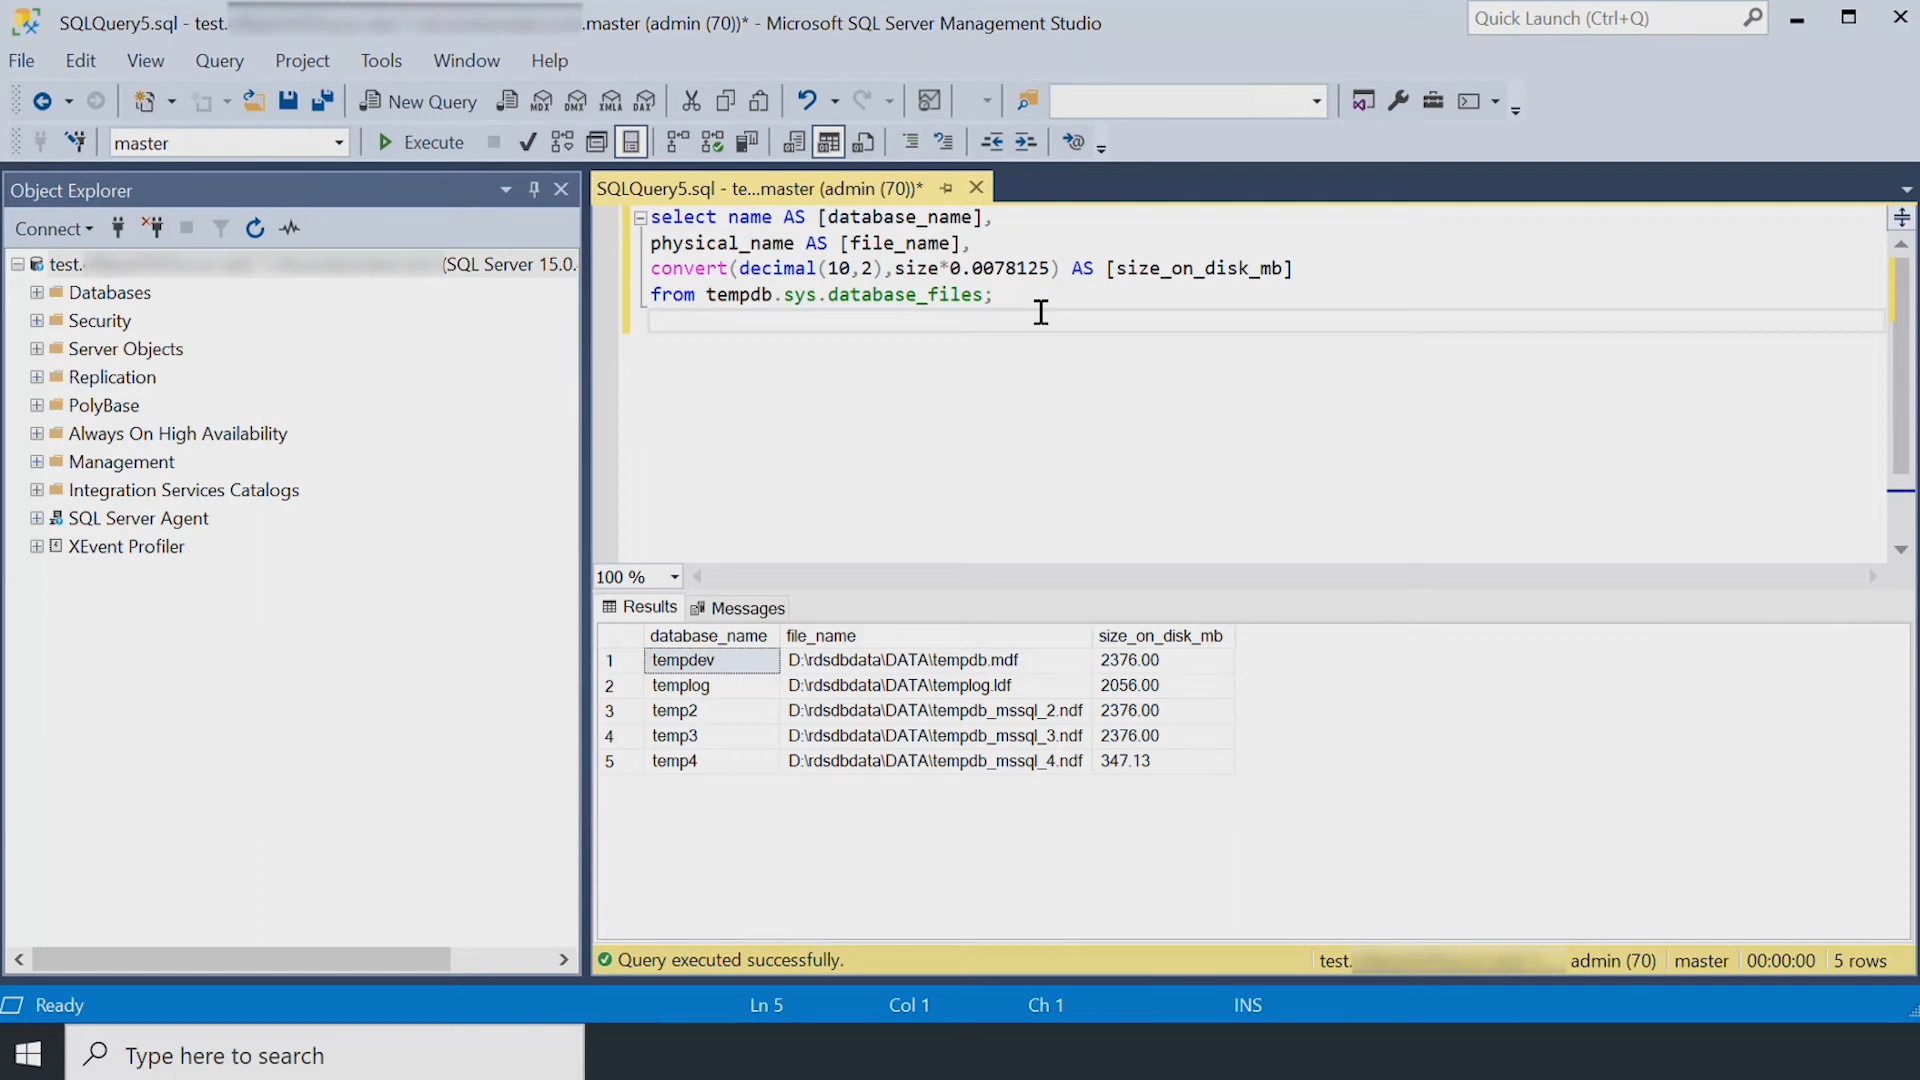 SQLQuery5.sql - test. .master (admin (70))* - Microsoft SQL Server Management Studio
Quick Launch (Ctrl+Q)
File Edit View Query Project Tools Window Help
New Query MDX DMX XMLA DAX
master Execute
Object Explorer
Connect
test. (SQL Server 15.0.
Databases
Security
Server Objects
Replication
PolyBase
Always On High Availability
Management
Integration Services Catalogs
SQL Server Agent
XEvent Profiler
SQLQuery5.sql - te...master (admin (70))*
select name AS [database_name],
physical_name AS [file_name],
convert(decimal(10,2),size*0.0078125) AS [size_on_disk_mb]
from tempdb.sys.database_files;
100 %
Results Messages
database_name file_name size_on_disk_mb
1 tempdev D:\rdsdbdata\DATA\tempdb.mdf 2376.00
2 templog D:\rdsdbdata\DATA\templog.ldf 2056.00
3 temp2 D:\rdsdbdata\DATA\tempdb_mssql_2.ndf 2376.00
4 temp3 D:\rdsdbdata\DATA\tempdb_mssql_3.ndf 2376.00
5 temp4 D:\rdsdbdata\DATA\tempdb_mssql_4.ndf 347.13
Query executed successfully. test. admin (70) master 00:00:00 5 rows
Ready Ln 5 Col 1 Ch 1 INS
Type here to search